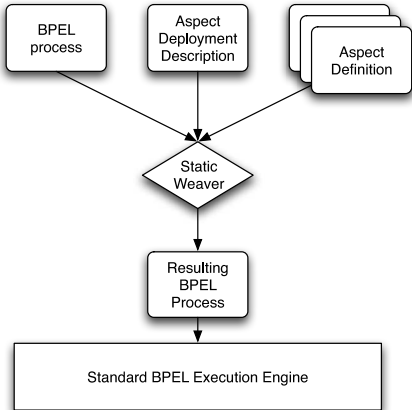 BPEL
process
Aspect
Deployment
Description
Aspect
Definition
Static
Weaver
Resulting
BPEL
Process
Standard BPEL Execution Engine